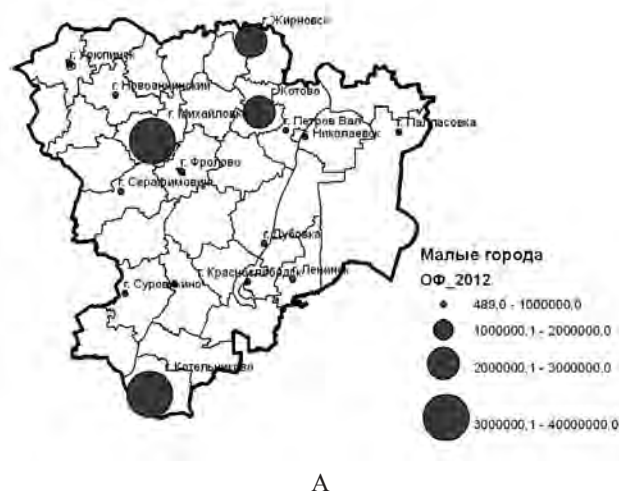 г. Жирновск
г. Урюпинск
г. Новоаннинский
г. Котово
г. Михайловка
г. Петров Вал
г. Николаевск
г. Палласовка
г. Фролово
г. Серафимович
г. Дубовка
г. Краснослободск
г. Ленинск
г. Суровикино
г. Котельниково
Малые города
ОФ_2012
489,0 - 1000000,0
1000000,1 - 2000000,0
2000000,1 - 3000000,0
3000000,1 - 40000000,0
А